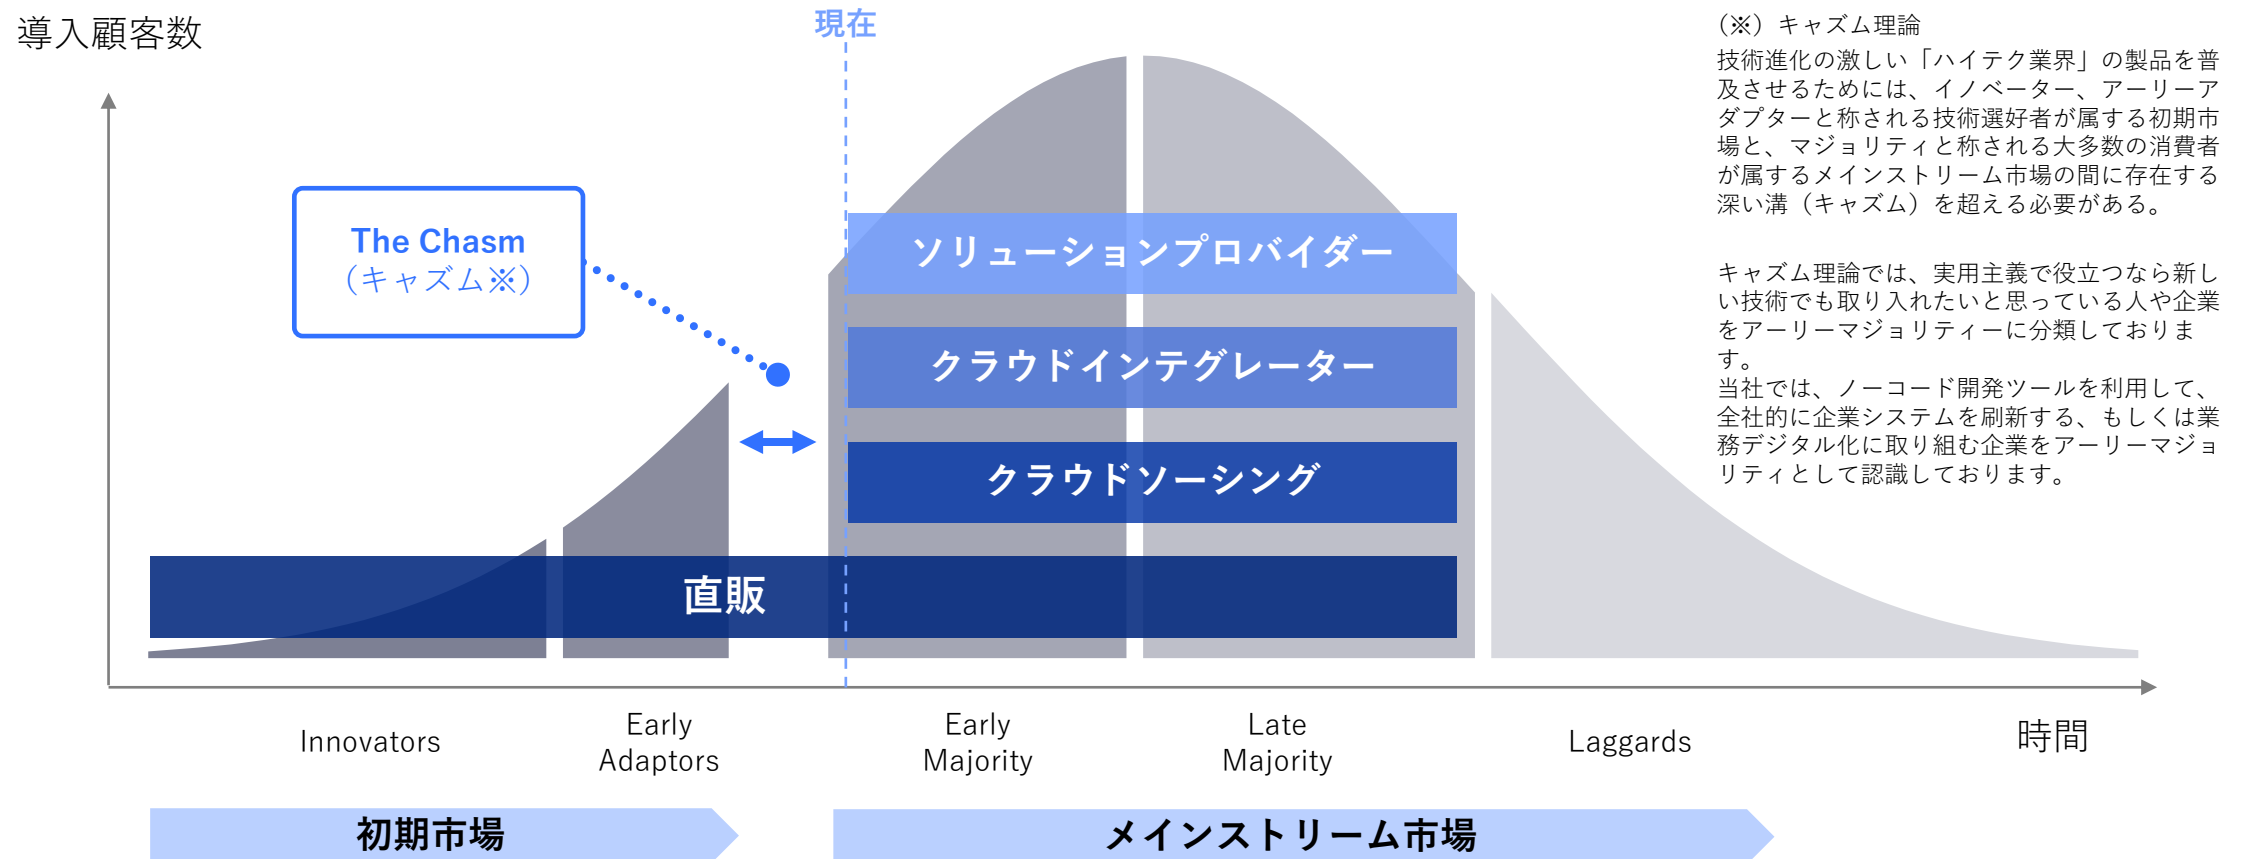 導入顧客数
現在
The Chasm
（キャズム※）
ソリューションプロバイダー
クラウドインテグレーター
クラウドソーシング
直販
Innovators
Early
Adaptors
Early
Majority
Late
Majority
Laggards
時間
初期市場
メインストリーム市場
（※）キャズム理論
技術進化の激しい「ハイテク業界」の製品を普
及させるためには、イノベーター、アーリーア
ダプターと称される技術選好者が属する初期市
場と、マジョリティと称される大多数の消費者
が属するメインストリーム市場の間に存在する
深い溝（キャズム）を超える必要がある。
キャズム理論では、実用主義で役立つなら新し
い技術でも取り入れたいと思っている人や企業
をアーリーマジョリティーに分類しておりま
す。
当社では、ノーコード開発ツールを利用して、
全社的に企業システムを刷新する、もしくは業
務デジタル化に取り組む企業をアーリーマジョ
リティとして認識しております。